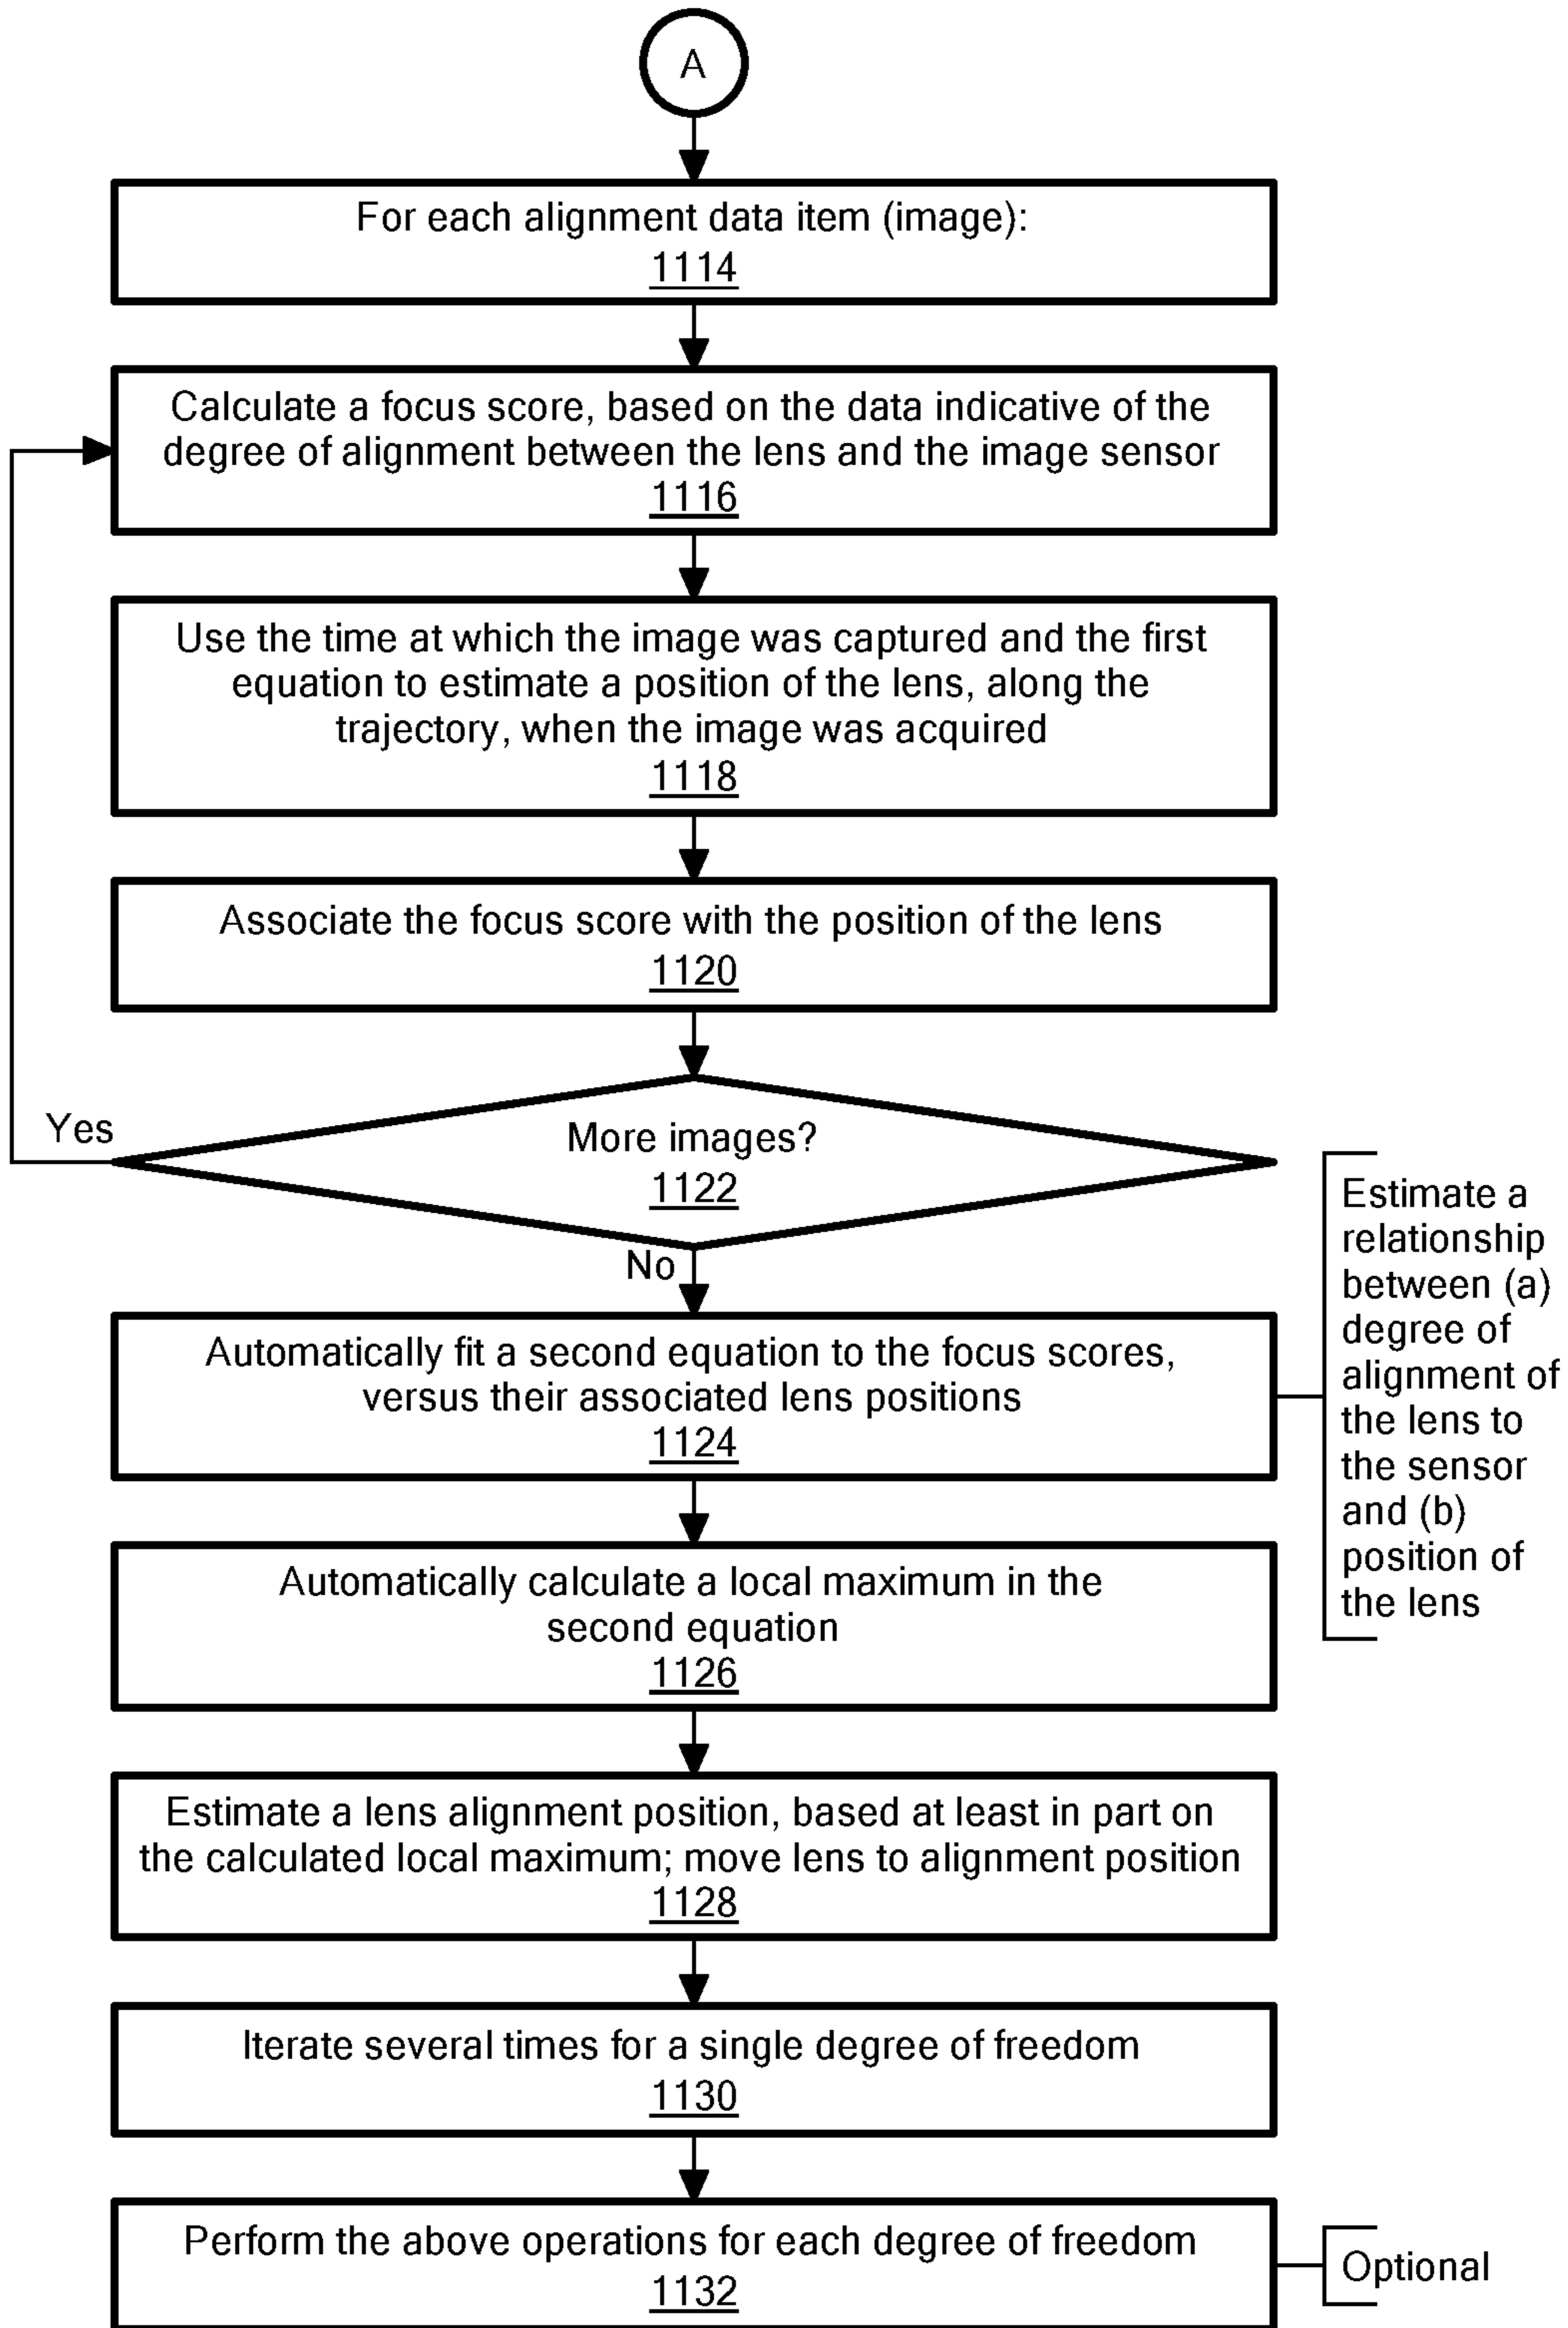 A
For each alignment data item (image):
1114
Calculate a focus score, based on the data indicative of the
degree of alignment between the lens and the image sensor
1116
Use the time at which the image was captured and the first
equation to estimate a position of the lens, along the
trajectory, when the image was acquired
1118
Associate the focus score with the position of the lens
1120
Yes
More images?
1122
No
Automatically fit a second equation to the focus scores,
versus their associated lens positions
1124
Estimate a
relationship
between (a)
degree of
alignment of
the lens to
the sensor
and (b)
position of
the lens
Automatically calculate a local maximum in the
second equation
1126
Estimate a lens alignment position, based at least in part on
the calculated local maximum; move lens to alignment position
1128
Iterate several times for a single degree of freedom
1130
Perform the above operations for each degree of freedom
1132
Optional